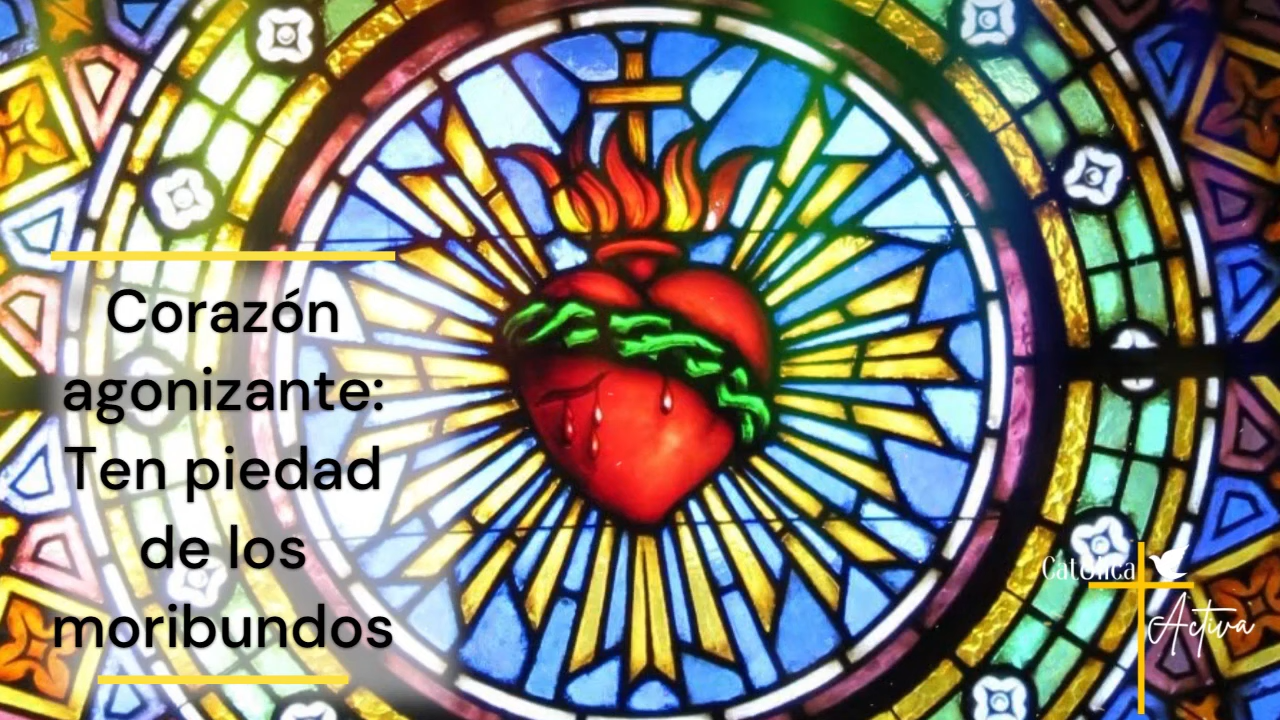 Corazón
agonizante:
Ten piedad
de los
moribundos
Católica
Activa